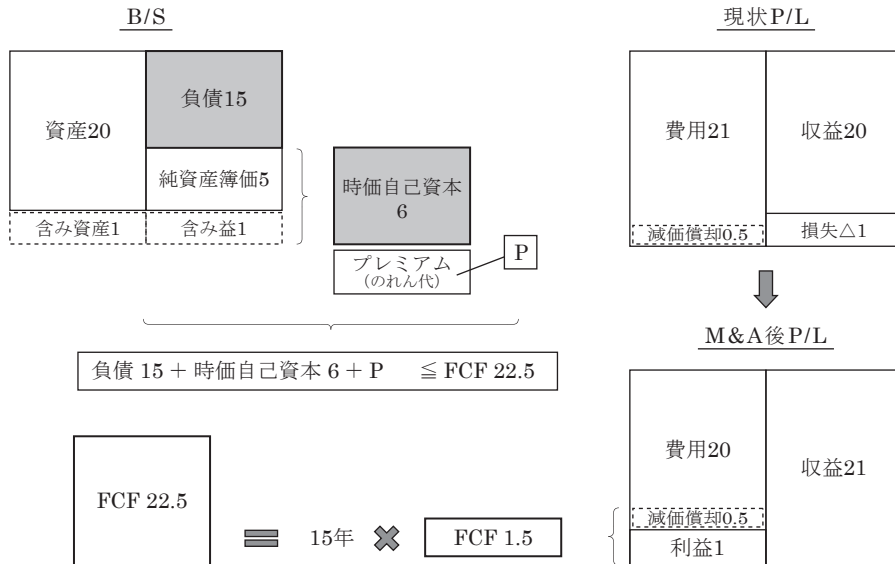 B/S
資産20
負債15
純資産簿価5
含み資産1
含み益1
時価自己資本
6
プレミアム
(のれん代)
P
負債 15 + 時価自己資本 6 + P ≦ FCF 22.5
現状P/L
費用21
収益20
減価償却0.5
損失△1
M&A後P/L
費用20
収益21
減価償却0.5
利益1
FCF 22.5
=
15年
×
FCF 1.5